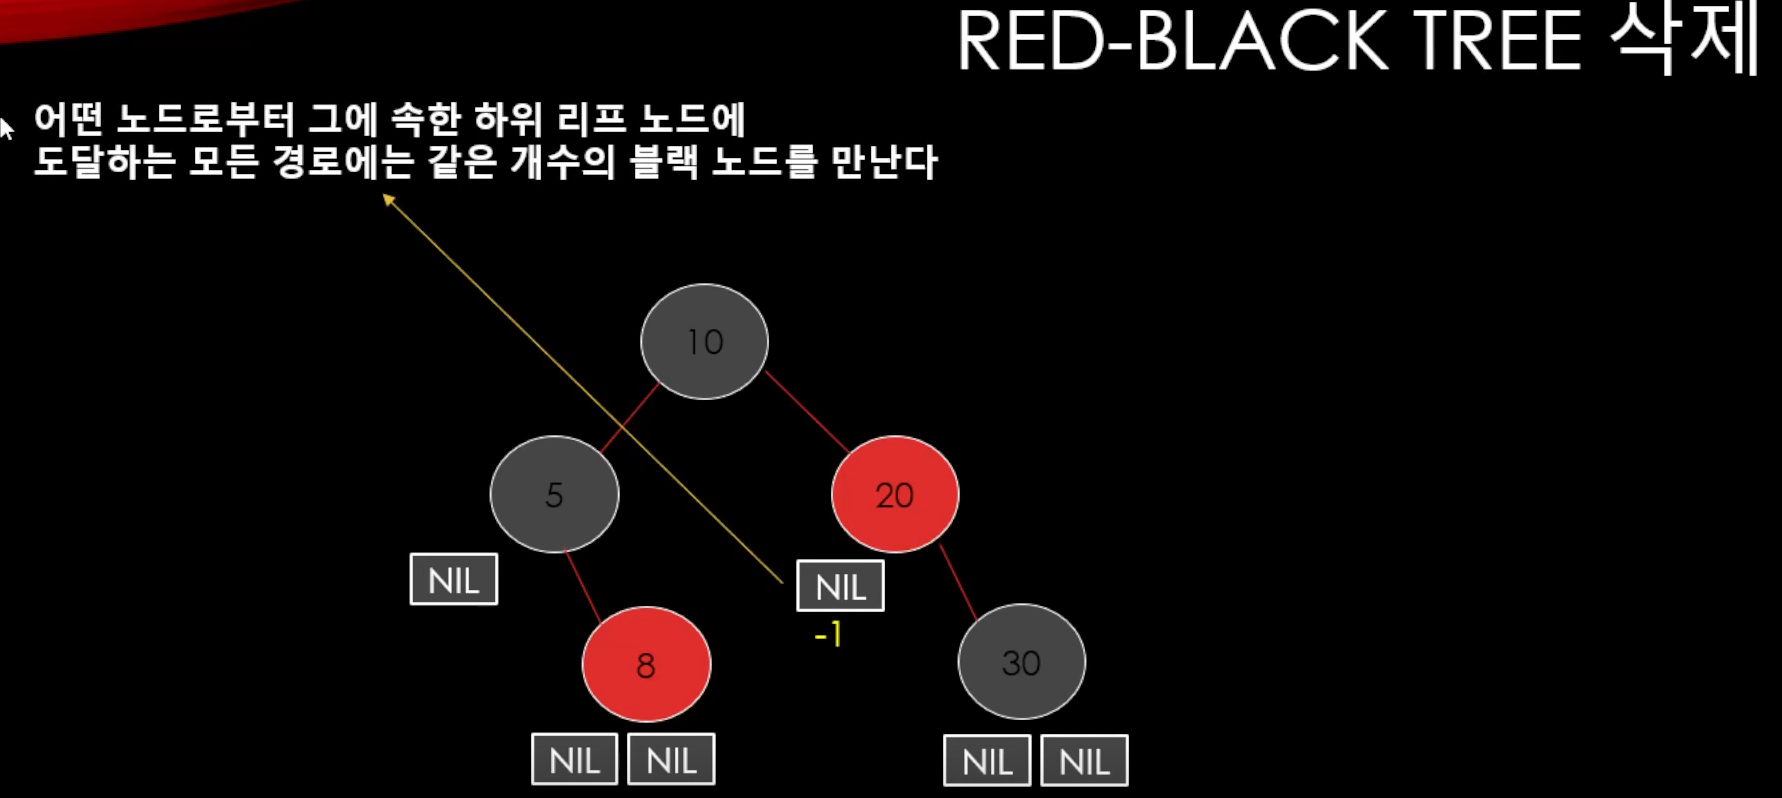 RED-BLACK TREE 삭제
어떤 노드로부터 그에 속한 하위 리프 노드에
도달하는 모든 경로에는 같은 개수의 블랙 노드를 만난다
10
5
20
NIL
NIL
-1
8
30
NIL NIL
NIL NIL